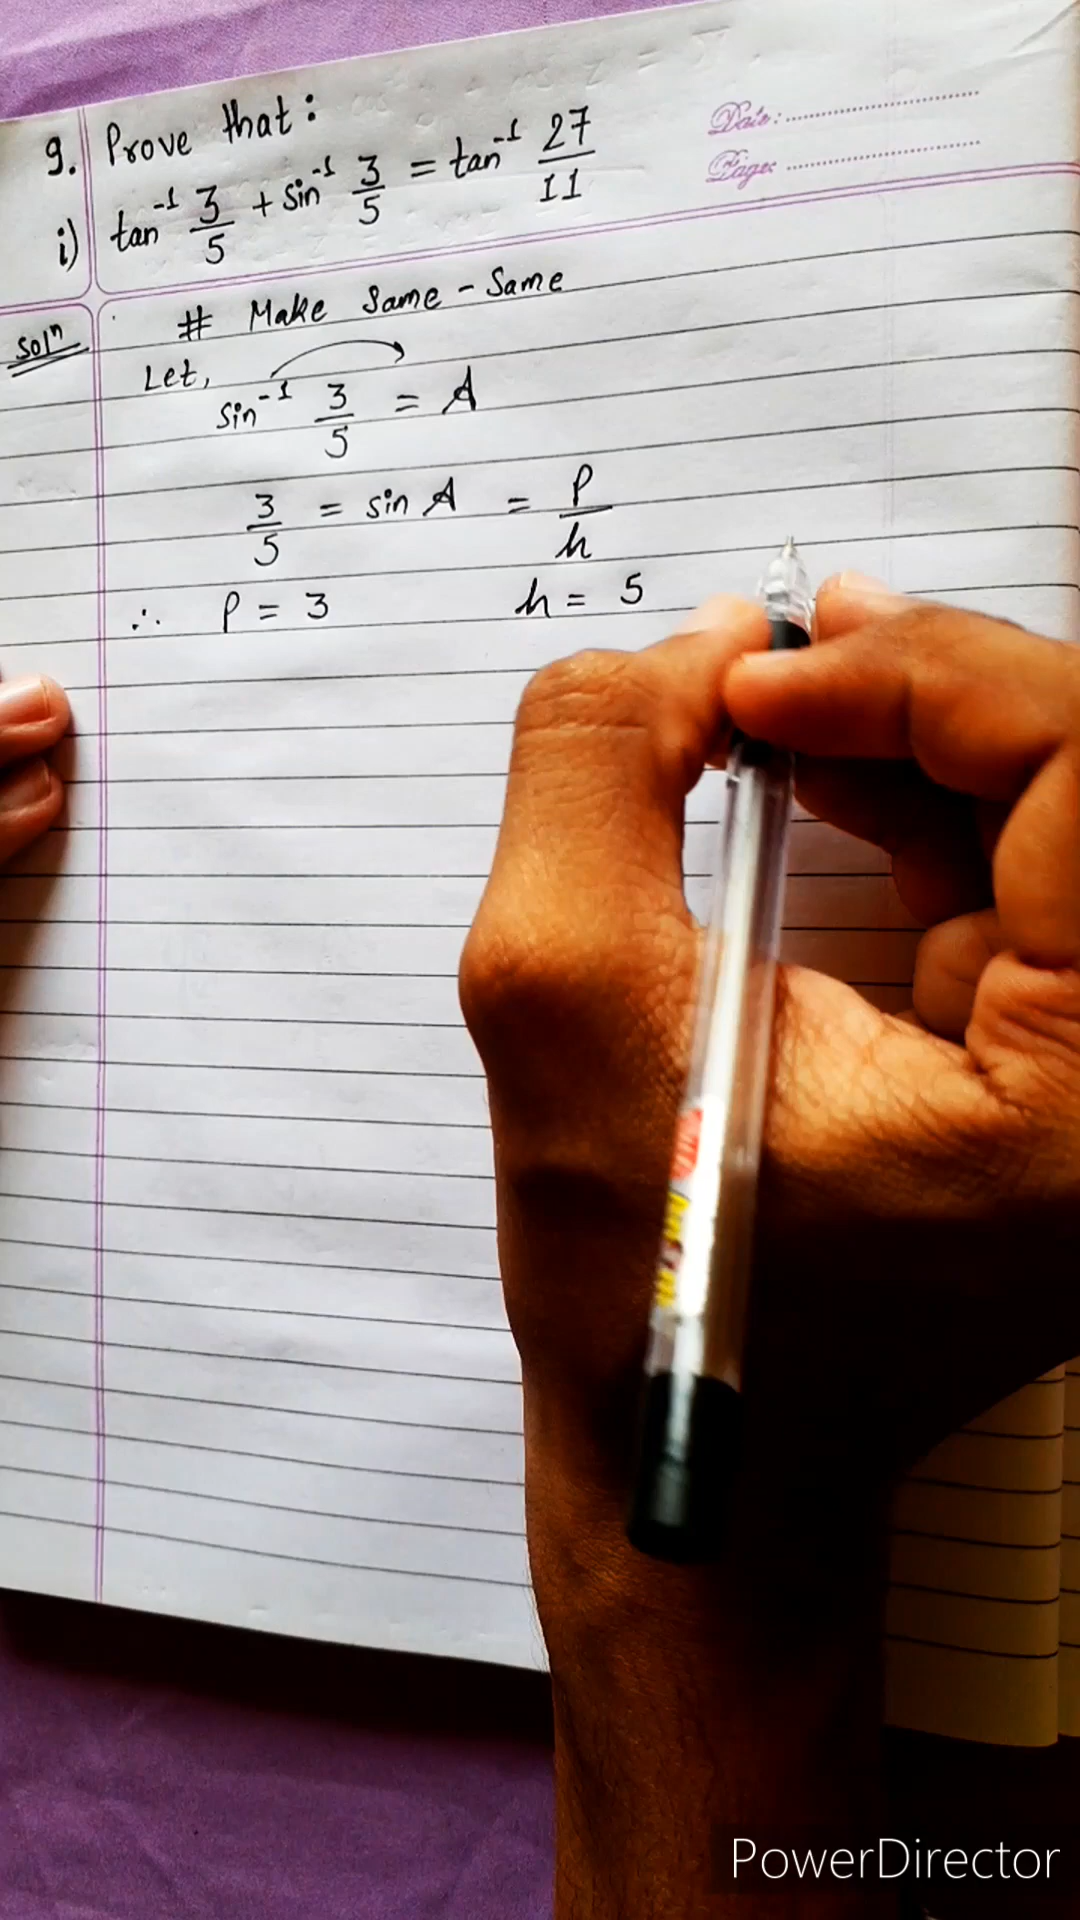 9. Prove that:
i) tan⁻¹ 3/5 + sin⁻¹ 3/5 = tan⁻¹ 27/11
Date: ........................
Page: ........................
Solⁿ # Make Same - Same
Let,
sin⁻¹ 3/5 = A
3/5 = sin A = p/h
∴ p = 3 h = 5
PowerDirector